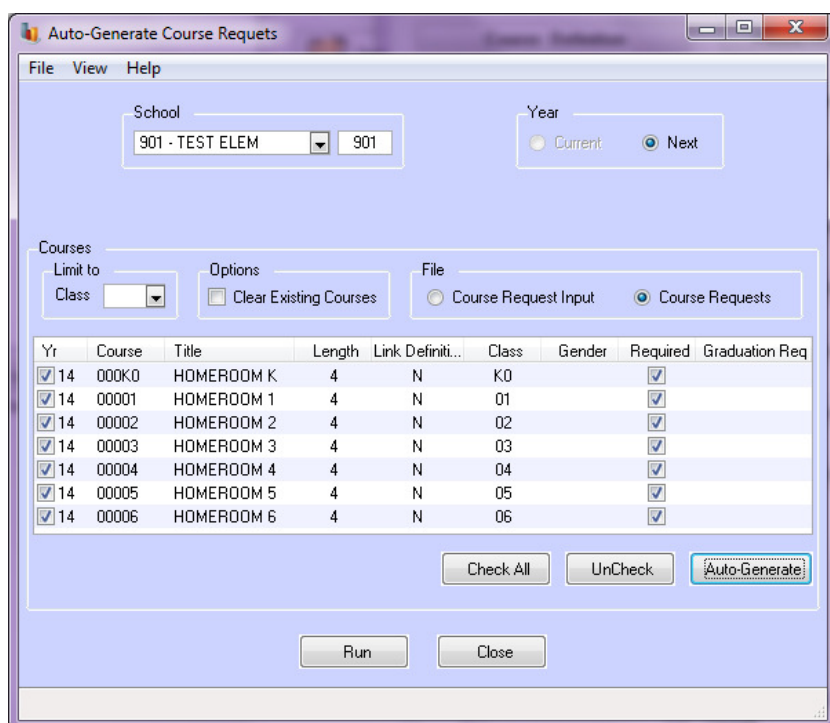 Auto-Generate Course Requets
File View Help
School
901 - TEST ELEM 901
Year
Current Next
Courses
Limit to
Class
Options
Clear Existing Courses
File
Course Request Input Course Requests
Yr Course Title Length Link Definiti... Class Gender Required Graduation Req
14 000K0 HOMEROOM K 4 N K0
14 00001 HOMEROOM 1 4 N 01
14 00002 HOMEROOM 2 4 N 02
14 00003 HOMEROOM 3 4 N 03
14 00004 HOMEROOM 4 4 N 04
14 00005 HOMEROOM 5 4 N 05
14 00006 HOMEROOM 6 4 N 06
Check All UnCheck Auto-Generate
Run Close